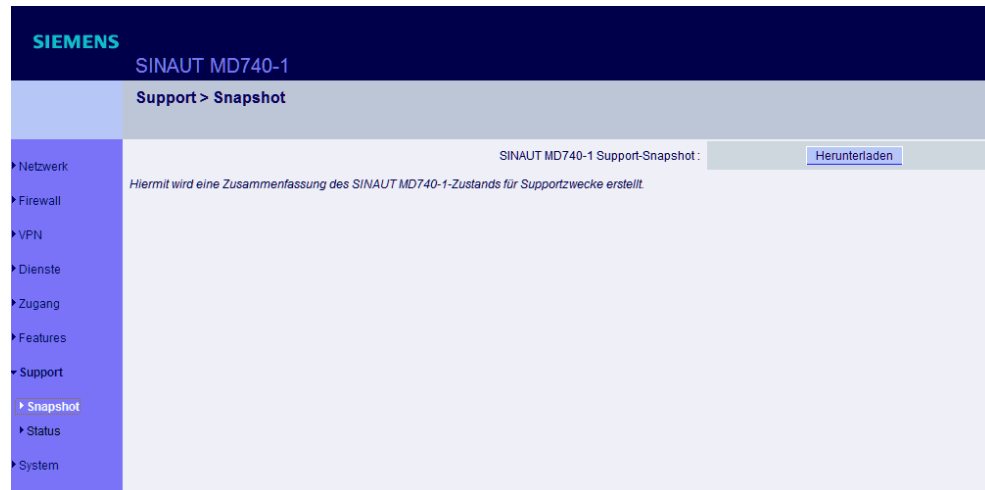 SIEMENS
SINAUT MD740-1
Support > Snapshot
Netzwerk
Firewall
VPN
Dienste
Zugang
Features
Support
Snapshot
Status
System
SINAUT MD740-1 Support-Snapshot :
Herunterladen
Hiermit wird eine Zusammenfassung des SINAUT MD740-1-Zustands für Supportzwecke erstellt.